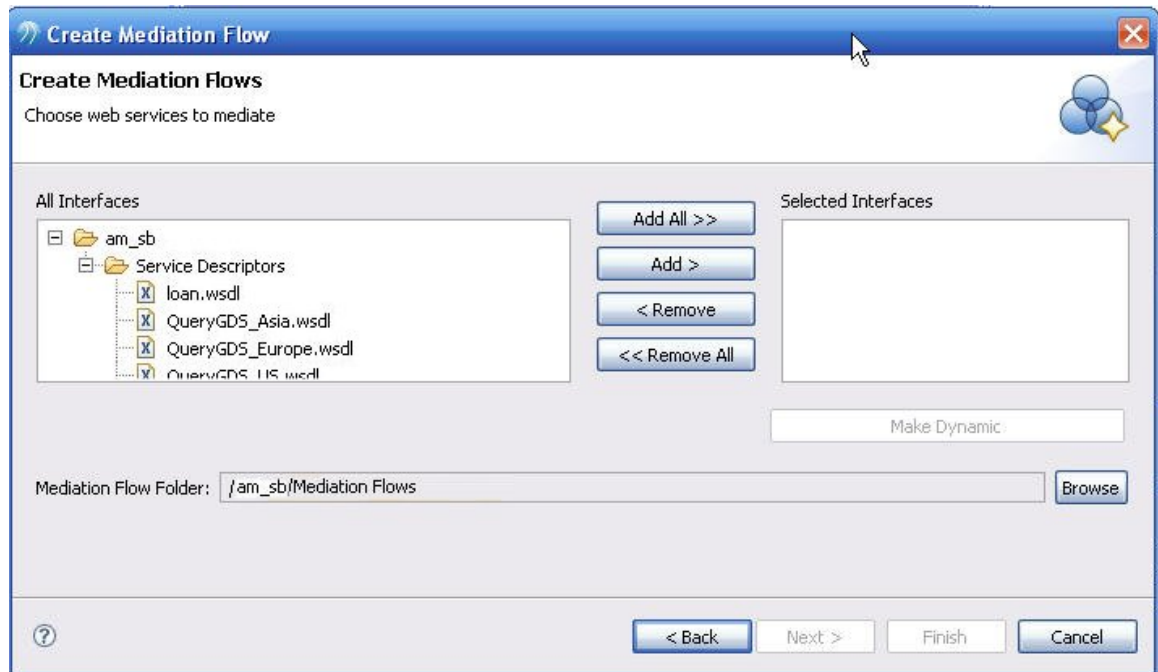 Create Mediation Flow
Create Mediation Flows
Choose web services to mediate
All Interfaces
am_sb
Service Descriptors
loan.wsdl
QueryGDS_Asia.wsdl
QueryGDS_Europe.wsdl
QueryGDS_US.wsdl
Add All >>
Add >
< Remove
<< Remove All
Selected Interfaces
Make Dynamic
Mediation Flow Folder: /am_sb/Mediation Flows Browse
< Back Next > Finish Cancel